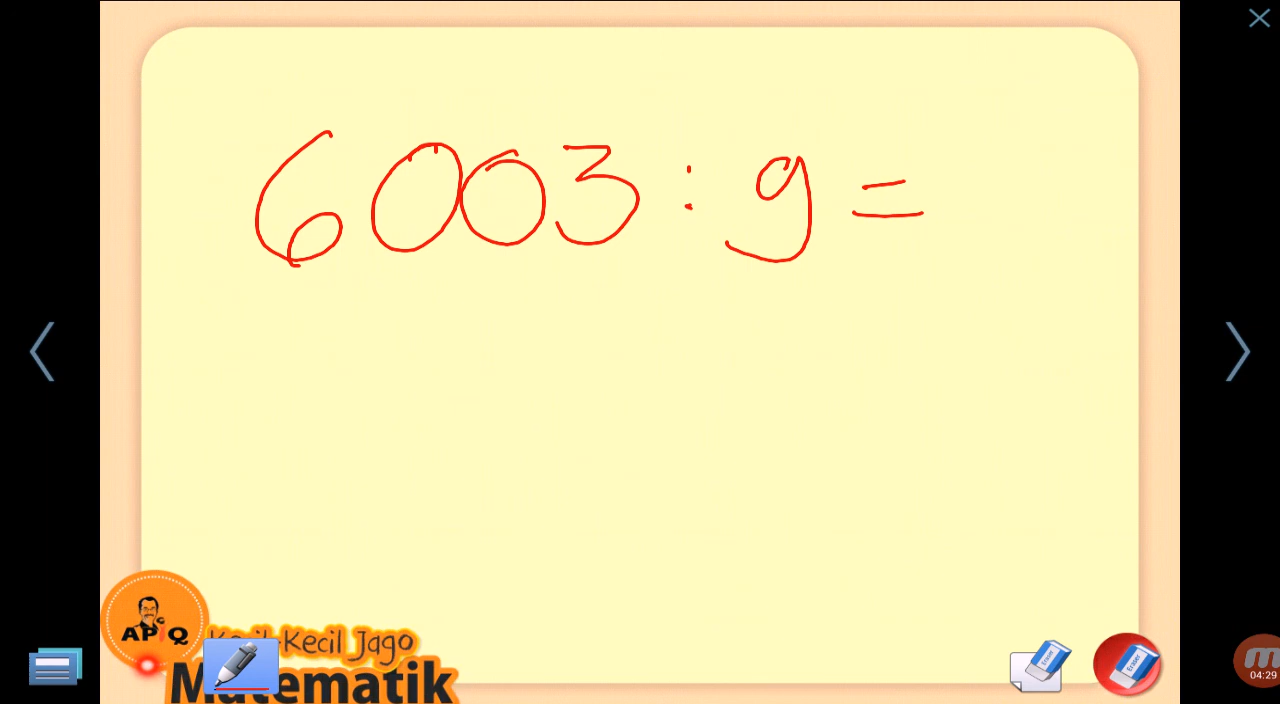 6003 : 9 =
APIQ
Kecil-Kecil Jago
Matematik
Eraser
Eraser
04:29